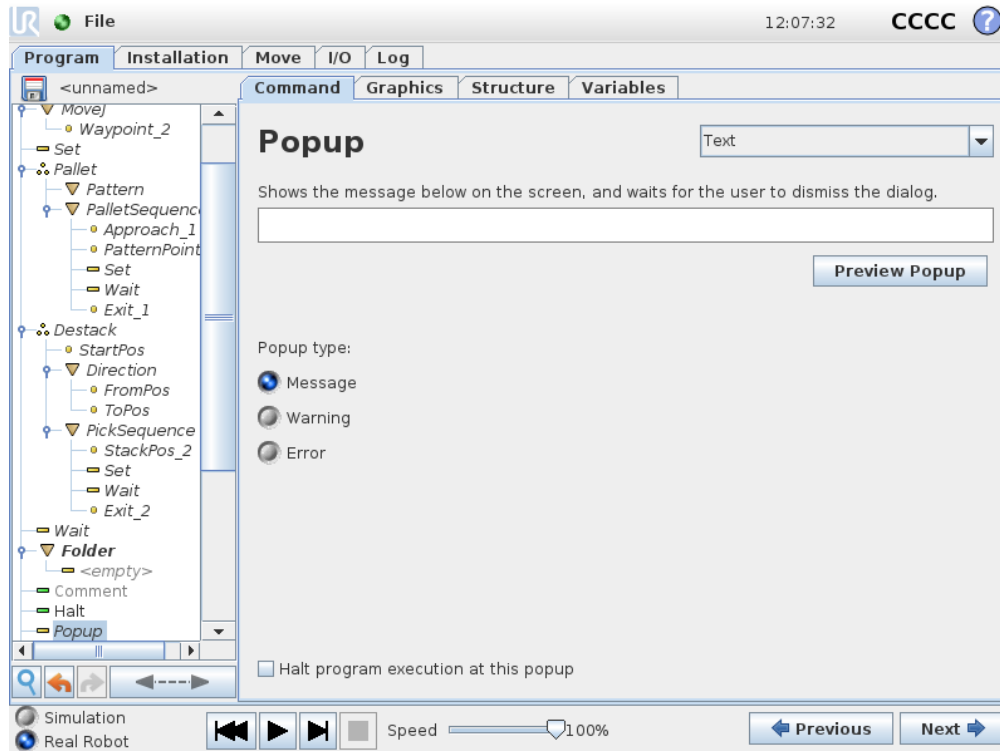 UR File 12:07:32 CCCC ?
Program Installation Move I/O Log
<unnamed> Command Graphics Structure Variables
MoveJ
Waypoint_2
Set
Pallet
Pattern
PalletSequenc
Approach_1
PatternPoint
Set
Wait
Exit_1
Destack
StartPos
Direction
FromPos
ToPos
PickSequence
StackPos_2
Set
Wait
Exit_2
Wait
Folder
<empty>
Comment
Halt
Popup
Popup Text
Shows the message below on the screen, and waits for the user to dismiss the dialog.
Preview Popup
Popup type:
Message
Warning
Error
Halt program execution at this popup
Simulation
Real Robot
Speed 100%
Previous Next